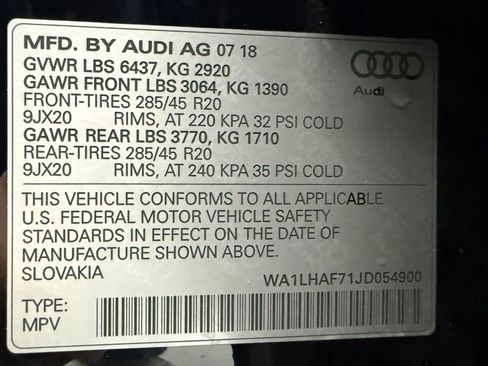 MFD. BY AUDI AG 07 18
GVWR LBS 6437, KG 2920
GAWR FRONT LBS 3064, KG 1390
FRONT-TIRES 285/45 R20
9JX20 RIMS, AT 220 KPA 32 PSI COLD
GAWR REAR LBS 3770, KG 1710
REAR-TIRES 285/45 R20
9JX20 RIMS, AT 240 KPA 35 PSI COLD
Audi
THIS VEHICLE CONFORMS TO ALL APPLICABLE
U.S. FEDERAL MOTOR VEHICLE SAFETY
STANDARDS IN EFFECT ON THE DATE OF
MANUFACTURE SHOWN ABOVE.
SLOVAKIA WA1LHAF71JD054900
TYPE:
MPV